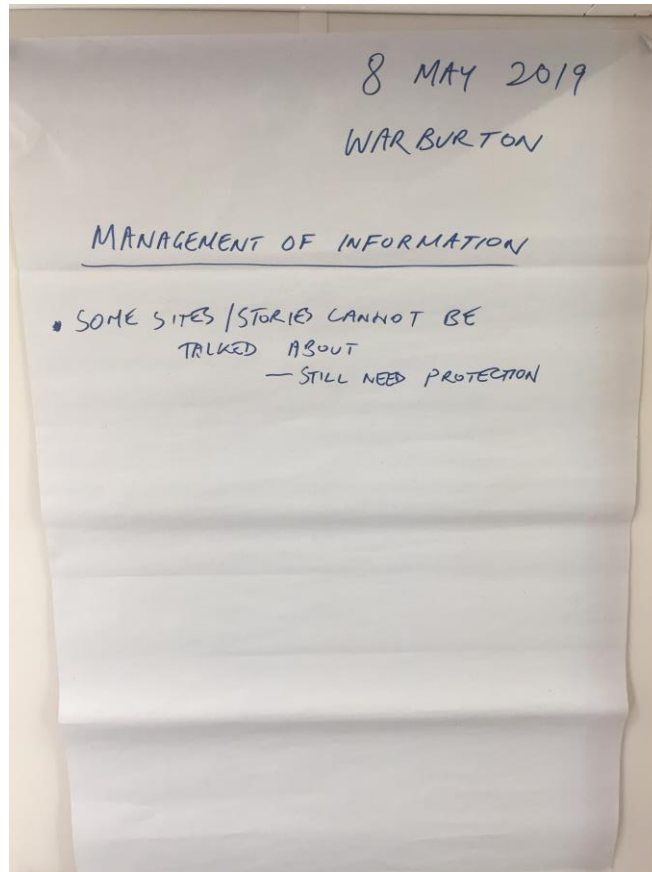 8 MAY 2019
WARBURTON
MANAGEMENT OF INFORMATION
• SOME SITES/STORIES CANNOT BE
TALKED ABOUT
— STILL NEED PROTECTION